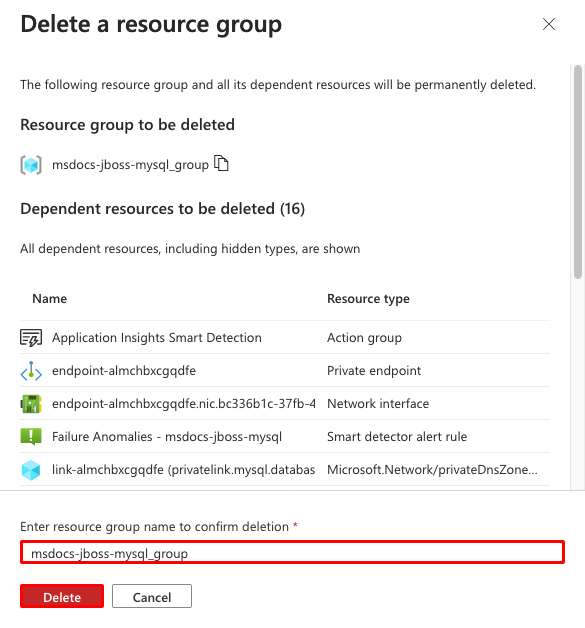 Delete a resource group
The following resource group and all its dependent resources will be permanently deleted.
Resource group to be deleted
msdocs-jboss-mysql_group
Dependent resources to be deleted (16)
All dependent resources, including hidden types, are shown
Name Resource type
Application Insights Smart Detection Action group
endpoint-almchbxcgqdfe Private endpoint
endpoint-almchbxcgqdfe.nic.bc336b1c-37fb-4 Network interface
Failure Anomalies - msdocs-jboss-mysql Smart detector alert rule
link-almchbxcgqdfe (privatelink.mysql.databas Microsoft.Network/privateDnsZone...
Enter resource group name to confirm deletion *
msdocs-jboss-mysql_group
Delete Cancel